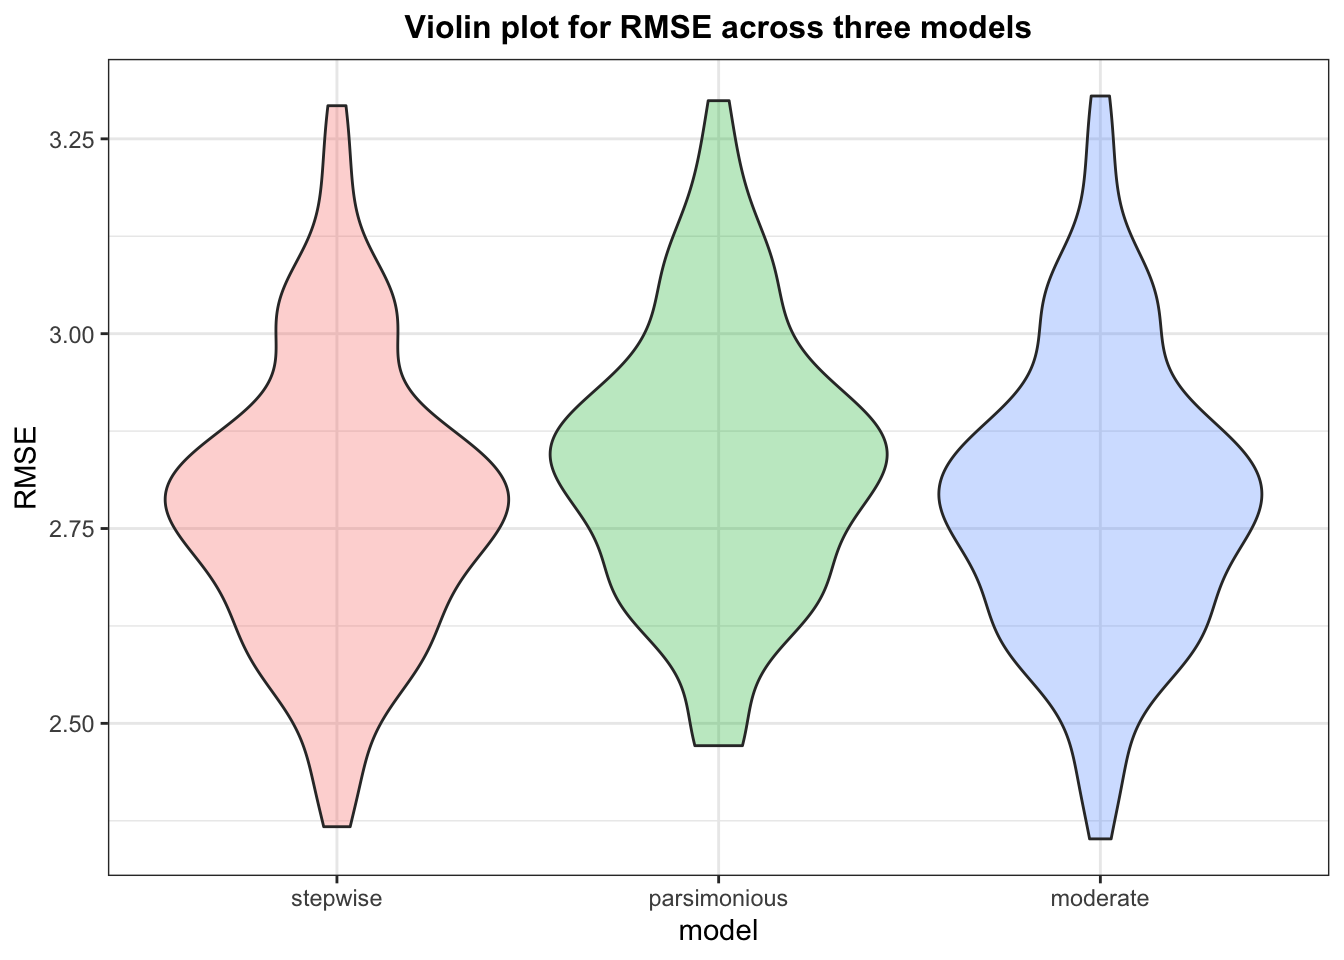 Violin plot for RMSE across three models
RMSE
3.25
3.00
2.75
2.50
stepwise
parsimonious
moderate
model